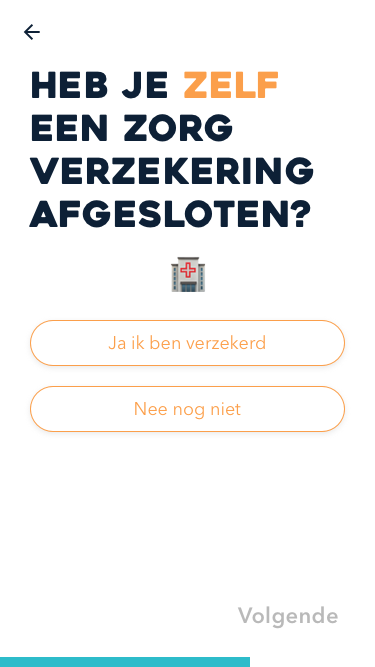 HEB JE ZELF
EEN ZORG
VERZEKERING
AFGESLOTEN?
Ja ik ben verzekerd
Nee nog niet
Volgende